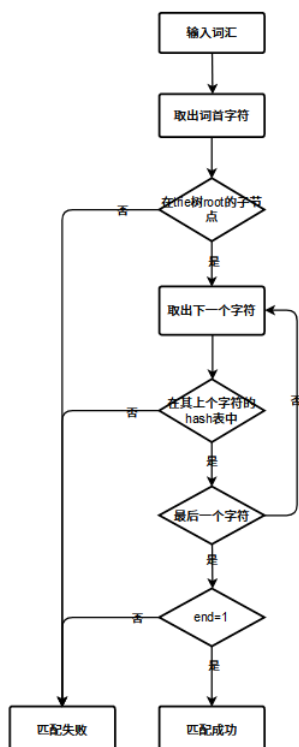 输入词汇
取出词首字符
在trie树root的子节
点
否
是
取出下一个字符
在其上个字符的
hash表中
否
否
是
最后一个字符
是
end=1
否
是
匹配失败
匹配成功